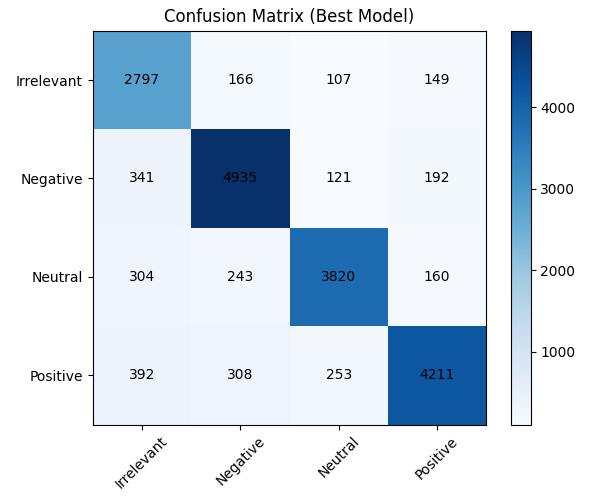 Confusion Matrix (Best Model)
Irrelevant 2797 166 107 149
Negative 341 4935 121 192
Neutral 304 243 3820 160
Positive 392 308 253 4211
Irrelevant Negative Neutral Positive
4000
3000
2000
1000